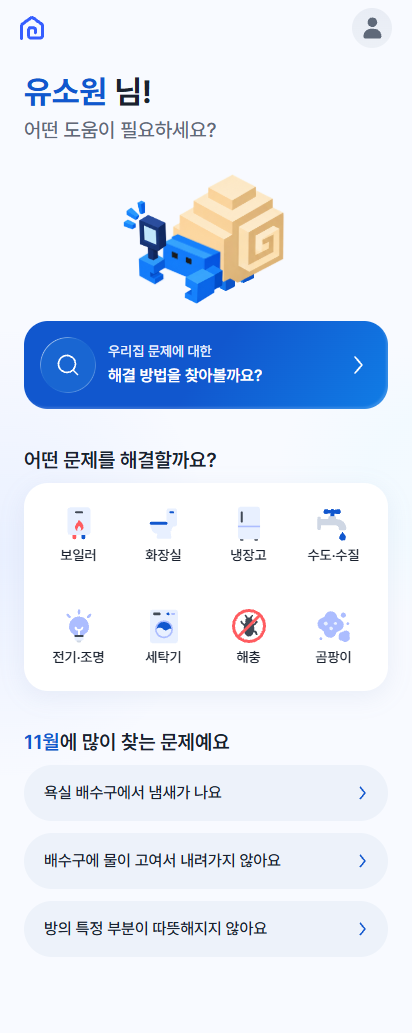 유소원 님!
어떤 도움이 필요하세요?
우리집 문제에 대한
해결 방법을 찾아볼까요?
어떤 문제를 해결할까요?
보일러
화장실
냉장고
수도·수질
전기·조명
세탁기
해충
곰팡이
11월에 많이 찾는 문제예요
욕실 배수구에서 냄새가 나요
배수구에 물이 고여서 내려가지 않아요
방의 특정 부분이 따뜻해지지 않아요